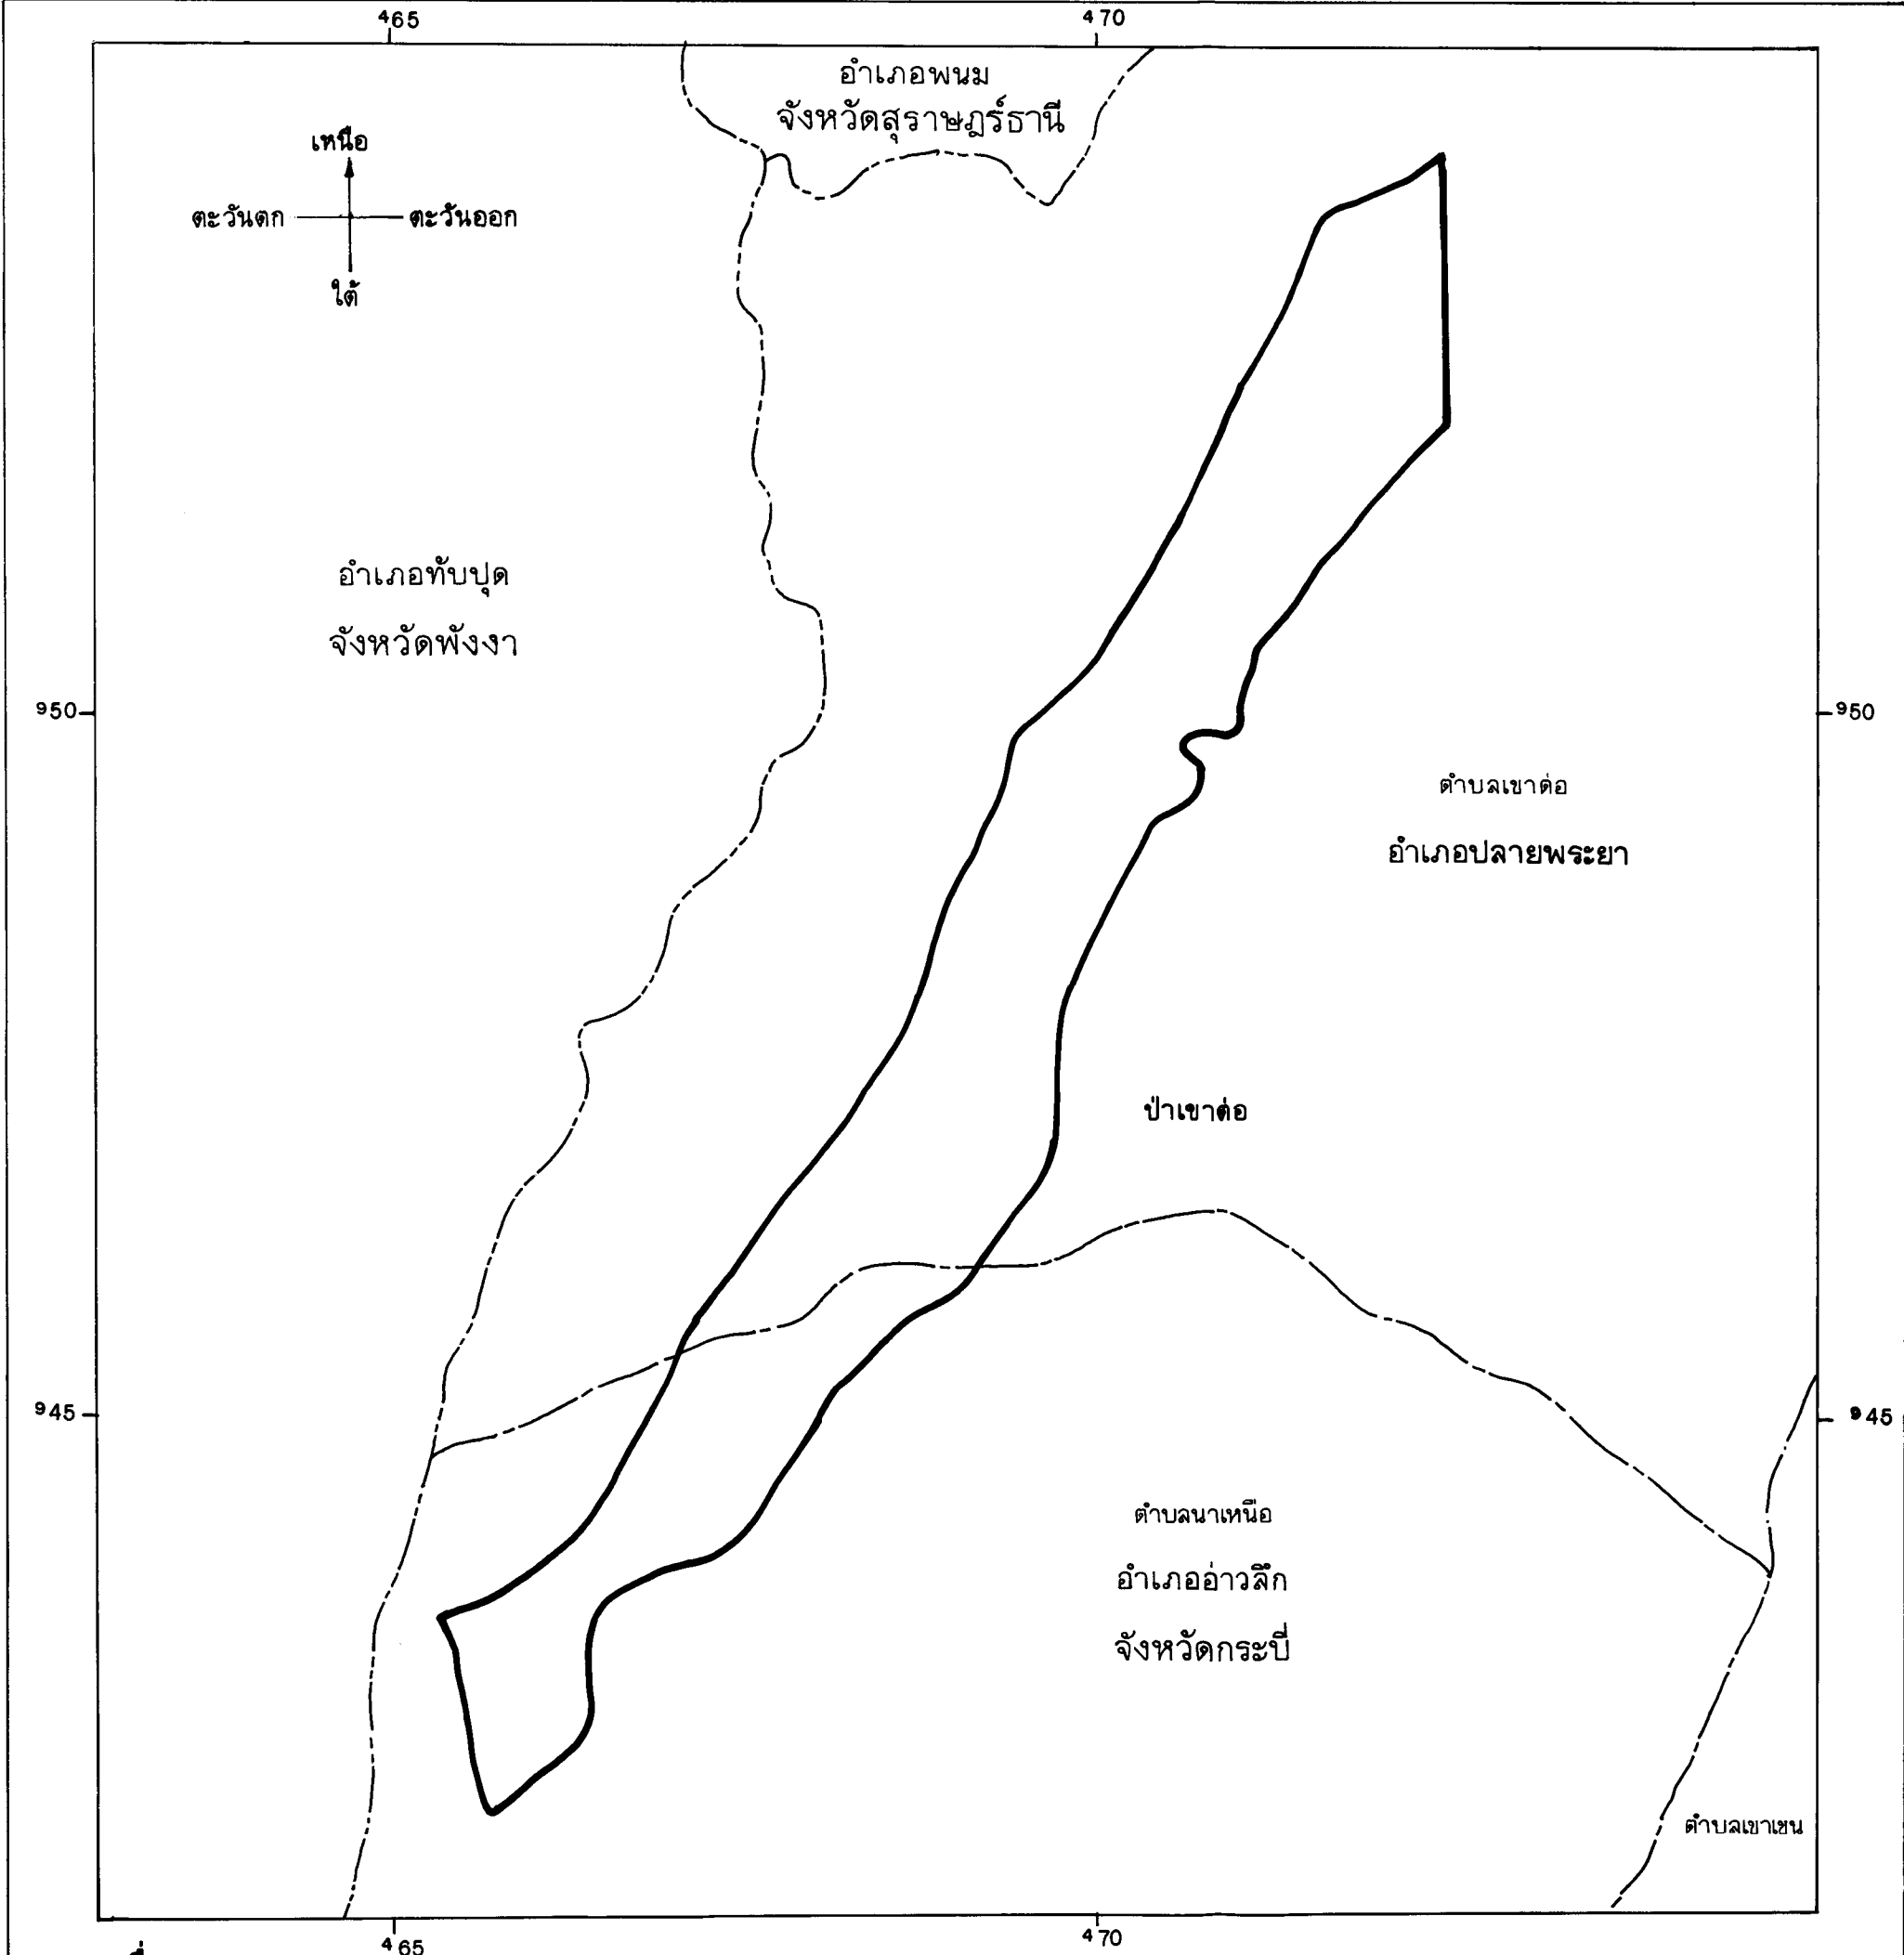 465
470
อำเภอพนม
จังหวัดสุราษฎร์ธานี
เหนือ
ตะวันตก
ตะวันออก
ใต้
อำเภอทับปุด
จังหวัดพังงา
950
950
ตำบลเขาต่อ
อำเภอปลายพระยา
ป่าเขาต่อ
945
945
ตำบลนาเหนือ
อำเภออ่าวลึก
จังหวัดกระบี่
ตำบลเขาเขน
465
470